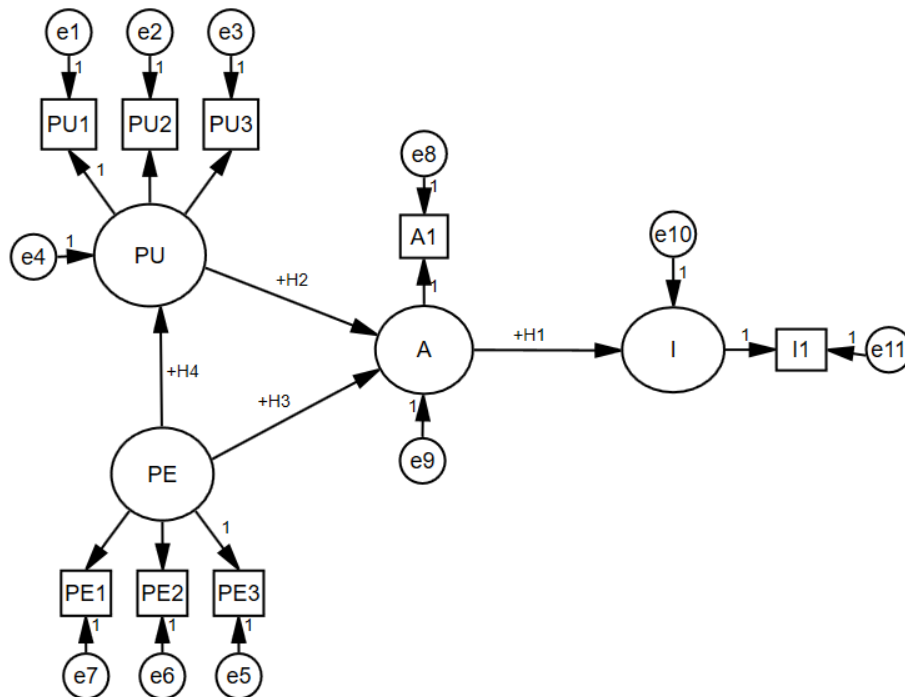 e1 e2 e3
1 1 1
PU1 PU2 PU3
1
e8
1
A1
1
e4 1 PU
e10
1
+H2
A
+H1
I
1 I1 1 e11
+H4
+H3
1
e9
PE
1
PE1 PE2 PE3
1 1 1
e7 e6 e5